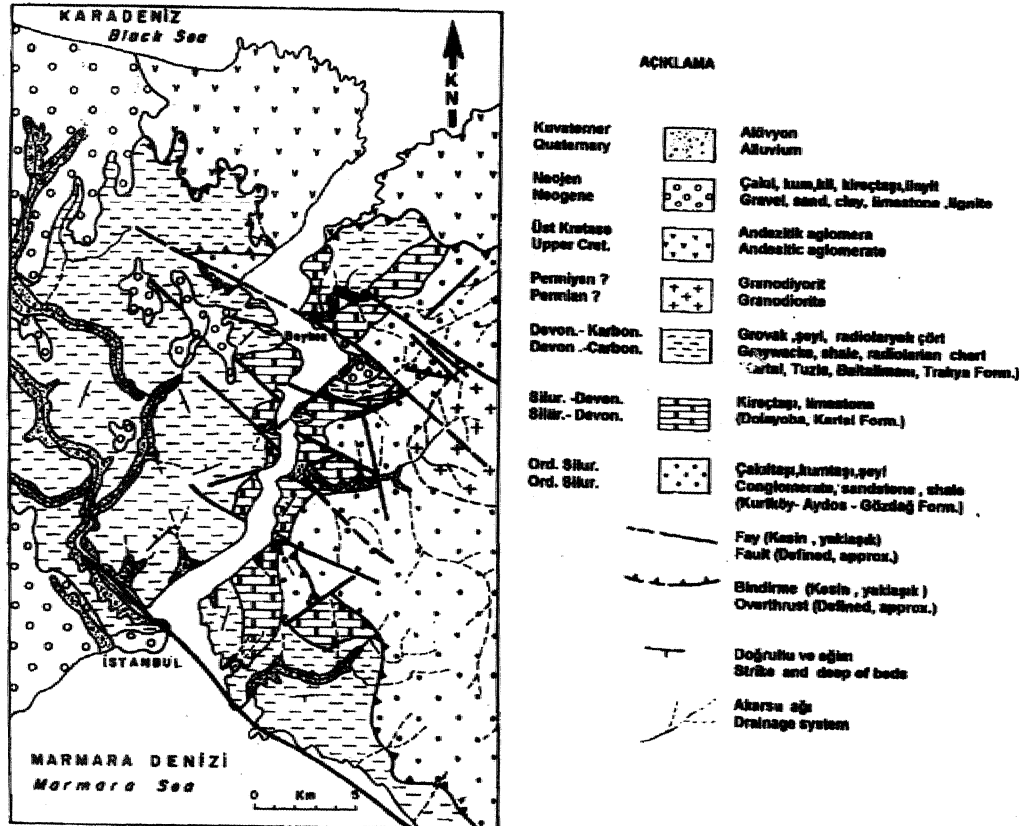 KARADENİZ
Black Sea
K
N
Beykoz
İSTANBUL
MARMARA DENİZİ
Marmara Sea
0 Km 5
AÇIKLAMA
Kuvaterner
Quaternary
Alüvyon
Alluvium
Neojen
Neogene
Çakıl, kum,kil, kireçtaşı,linyit
Gravel, sand, clay, limestone ,lignite
Üst Kretase
Upper Cret.
Andezitik aglomera
Andesitic aglomerate
Permiyen ?
Permian ?
Granodiyorit
Granodiorite
Devon.- Karbon.
Devon .-Carbon.
Grovak ,şeyl, radiolaryalı çört
Graywacke, shale, radiolarian chert
Kartal, Tuzla, Baltalimanı, Trakya Form.)
Silur. -Devon.
Silür.- Devon.
Kireçtaşı, limestone
(Dolayoba, Kartal Form.)
Ord. Silur.
Ord. Silur.
Çakıltaşı,kumtaşı,şeyl
Conglomerate, sandstone , shale
(Kurtköy- Aydos - Gözdağ Form.)
Fay (Kesin , yaklaşık)
Fault (Defined, approx.)
Bindirme (Kesin , yaklaşık )
Overthrust (Defined, approx.)
Doğrultu ve eğim
Strike and deep of beds
Akarsu ağı
Drainage system